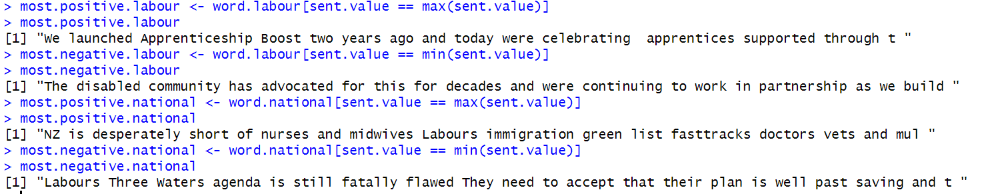 > most.positive.labour <- word.labour[sent.value == max(sent.value)]
> most.positive.labour
[1] "We launched Apprenticeship Boost two years ago and today were celebrating  apprentices supported through t "
> most.negative.labour <- word.labour[sent.value == min(sent.value)]
> most.negative.labour
[1] "The disabled community has advocated for this for decades and were continuing to work in partnership as we build "
> most.positive.national <- word.national[sent.value == max(sent.value)]
> most.positive.national
[1] "NZ is desperately short of nurses and midwives Labours immigration green list fasttracks doctors vets and mul "
> most.negative.national <- word.national[sent.value == min(sent.value)]
> most.negative.national
[1] "Labours Three Waters agenda is still fatally flawed They need to accept that their plan is well past saving and t "